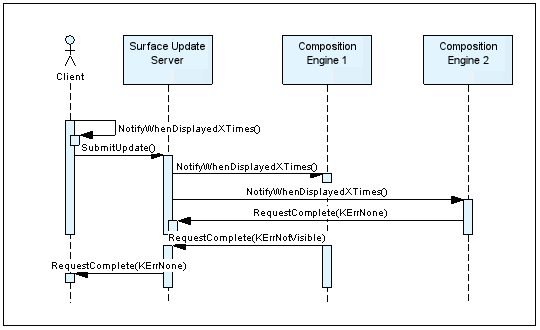 Surface Update
Server
Composition
Engine 1
Composition
Engine 2
Client
NotifyWhenDisplayedXTimes()
SubmitUpdate()
NotifyWhenDisplayedXTimes()
NotifyWhenDisplayedXTimes()
RequestComplete(KErrNone)
RequestComplete(KErrNotVisible)
RequestComplete(KErrNone)